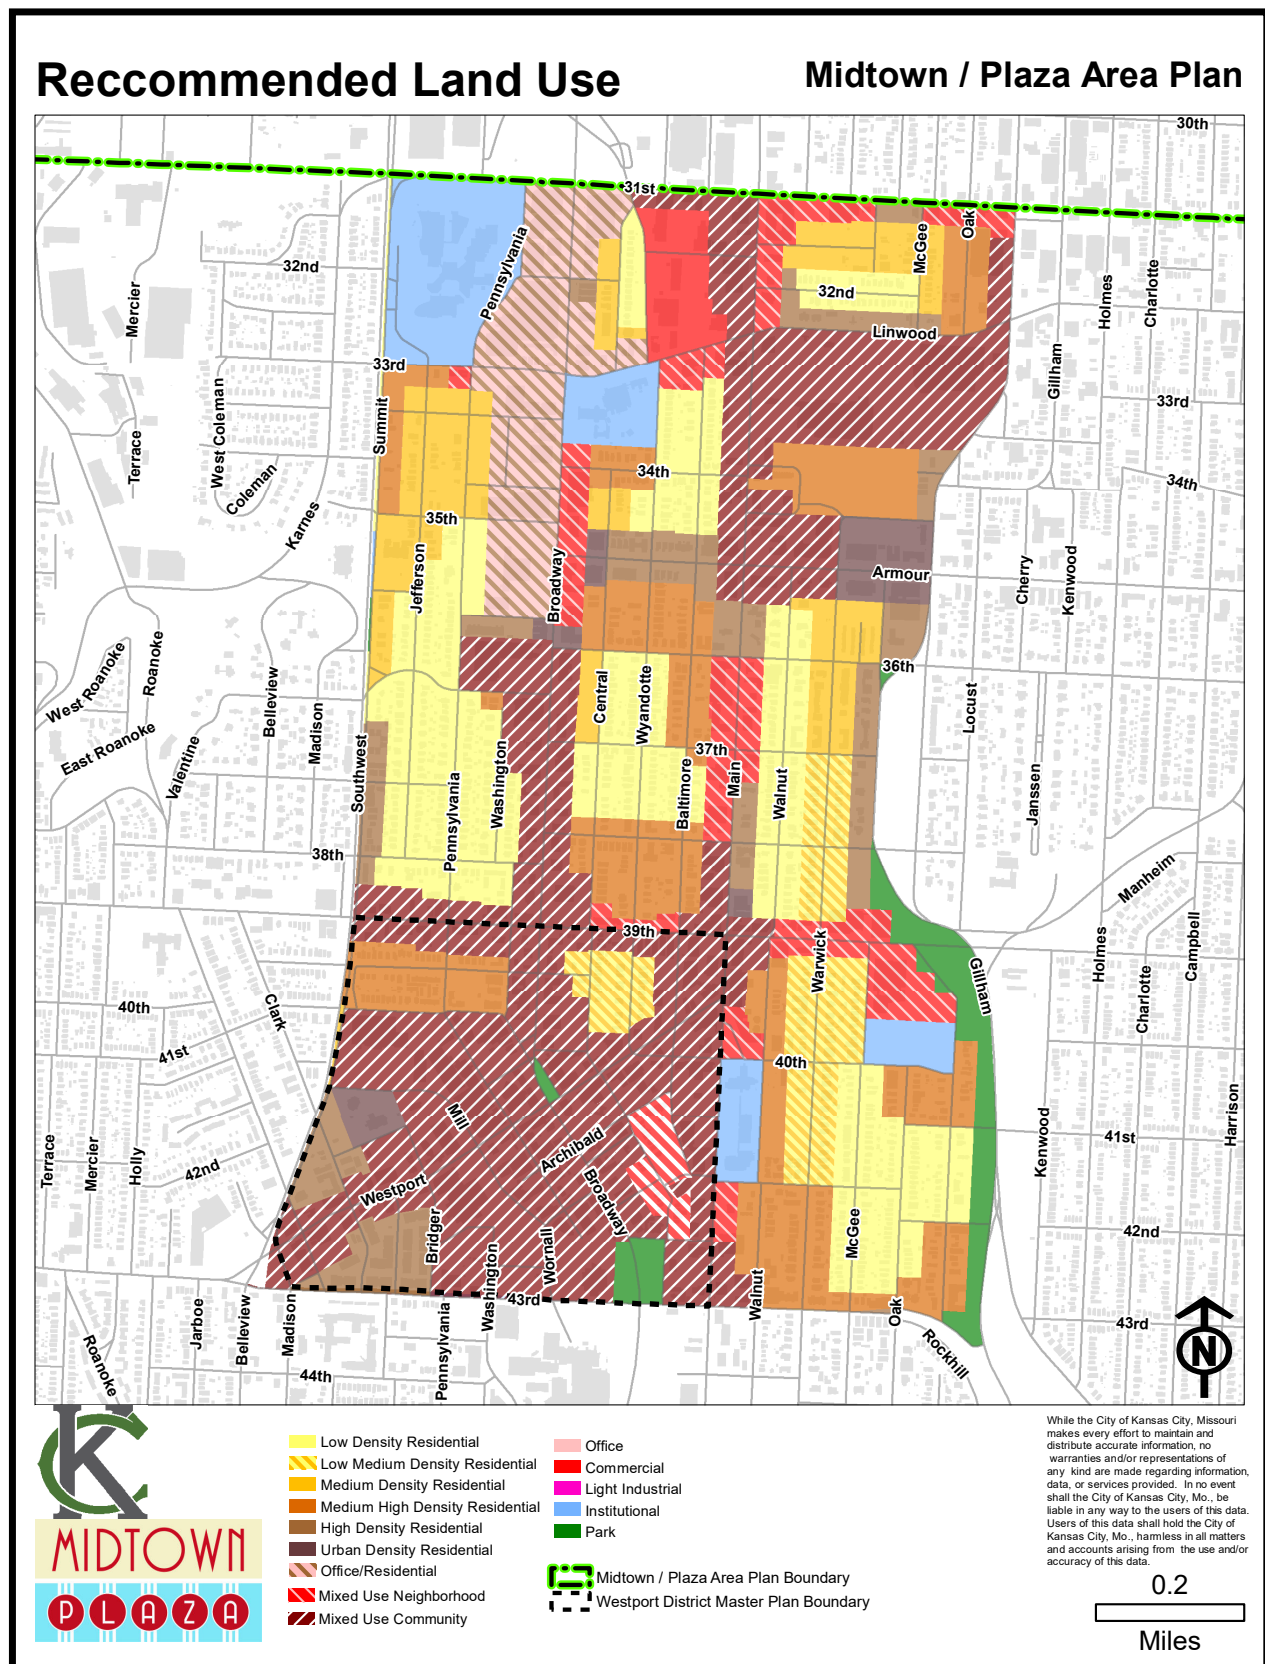 Reccommended Land Use
Midtown / Plaza Area Plan
30th
31st
Oak
McGee
Pennsylvania
32nd
Mercier
Holmes
Charlotte
32nd
Linwood
33rd
Gillham
West Coleman
Summit
33rd
Terrace
Coleman
34th
34th
Karnes
35th
Jefferson
Broadway
Armour
Cherry
Kenwood
Roanoke
West Roanoke
36th
Belleview
Madison
Central
Wyandotte
Locust
East Roanoke
Valentine
Southwest
Washington
37th
Pennsylvania
Baltimore
Main
Walnut
Janssen
38th
Manheim
39th
Warwick
Gillham
Holmes
Charlotte
Campbell
40th
Clark
41st
40th
Mill
Archibald
Kenwood
41st
Harrison
Terrace
Mercier
Holly
42nd
Westport
Broadway
Bridger
Washington
Wornall
McGee
42nd
43rd
Jarboe
Belleview
Madison
Pennsylvania
Walnut
Oak
Rockhill
43rd
Roanoke
44th
N
KC
MIDTOWN
PLAZA
Low Density Residential
Low Medium Density Residential
Medium Density Residential
Medium High Density Residential
High Density Residential
Urban Density Residential
Office/Residential
Mixed Use Neighborhood
Mixed Use Community
Office
Commercial
Light Industrial
Institutional
Park
Midtown / Plaza Area Plan Boundary
Westport District Master Plan Boundary
While the City of Kansas City, Missouri
makes every effort to maintain and
distribute accurate information, no
warranties and/or representations of
any kind are made regarding information,
data, or services provided. In no event
shall the City of Kansas City, Mo., be
liable in any way to the users of this data.
Users of this data shall hold the City of
Kansas City, Mo., harmless in all matters
and accounts arising from the use and/or
accuracy of this data.
0.2
Miles